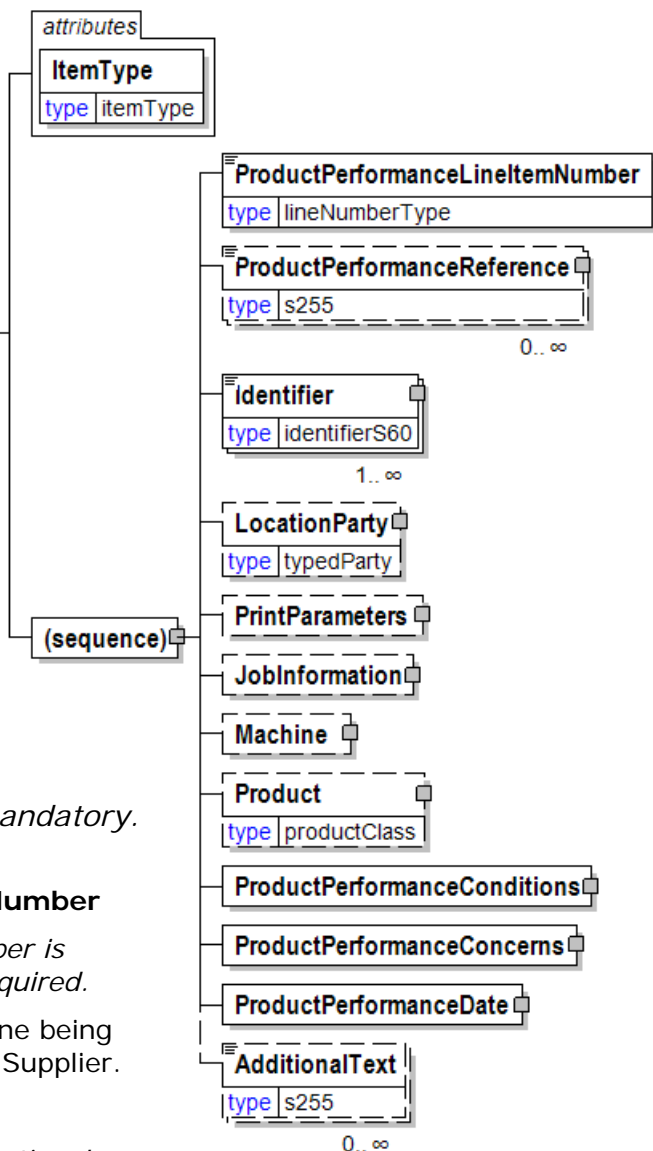 attributes
ItemType
type itemType
ProductPerformanceLineItemNumber
type lineNumberType
ProductPerformanceReference
type s255
0.. ∞
Identifier
type identifierS60
1.. ∞
LocationParty
type typedParty
PrintParameters
(sequence)
JobInformation
Machine
Product
type productClass
andatory.
ProductPerformanceConditions
lumber
ProductPerformanceConcerns
per is
quired.
ProductPerformanceDate
ne being
Supplier.
AdditionalText
type s255
0.. ∞